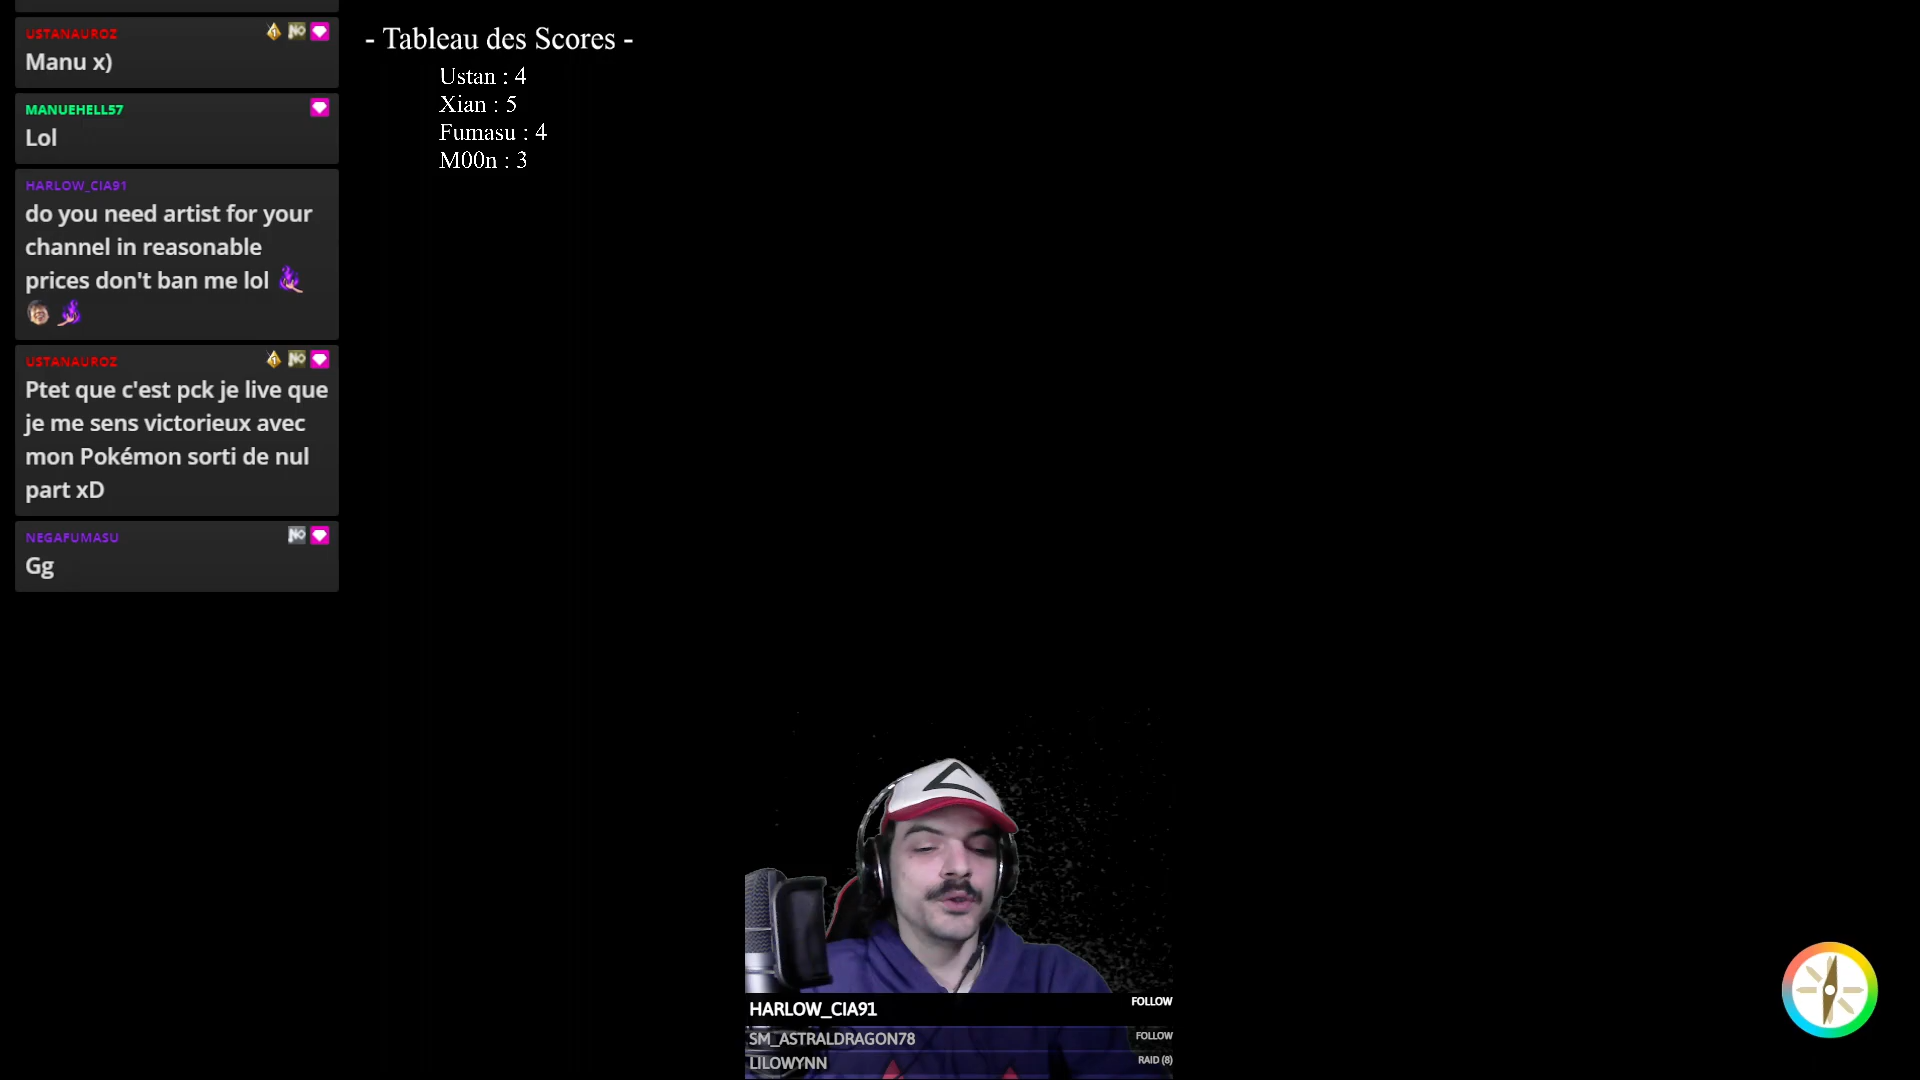 USTANAUROZ
Manu x)
MANUEHELL57
Lol
HARLOW_CIA91
do you need artist for your
channel in reasonable
prices don't ban me lol
USTANAUROZ
Ptet que c'est pck je live que
je me sens victorieux avec
mon Pokémon sorti de nul
part xD
NEGAFUMASU
Gg
- Tableau des Scores -
Ustan : 4
Xian : 5
Fumasu : 4
M00n : 3
HARLOW_CIA91 FOLLOW
SM_ASTRALDRAGON78 FOLLOW
LILOWYNN RAID (8)